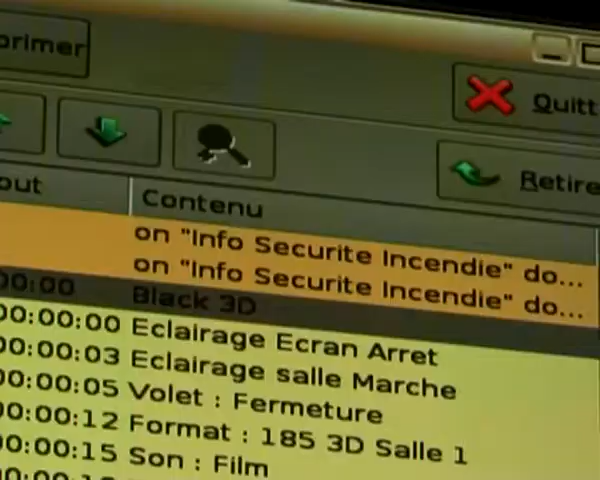 primer
Quitt
Retire
out Contenu
on "Info Securite Incendie" do...
on "Info Securite Incendie" do...
00:00 Black 3D
00:00:00 Eclairage Ecran Arret
00:00:03 Eclairage salle Marche
00:00:05 Volet : Fermeture
00:00:12 Format : 185 3D Salle 1
00:00:15 Son : Film